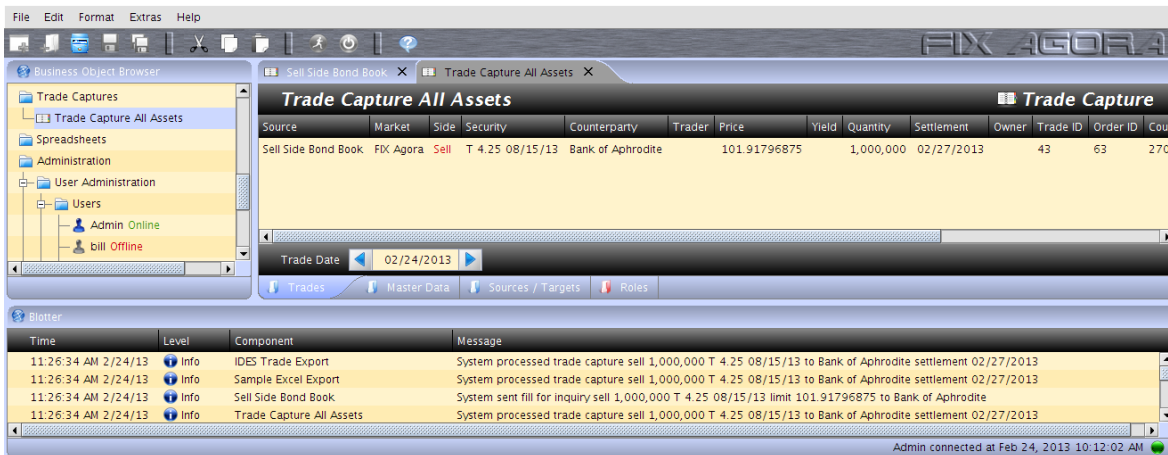 File Edit Format Extras Help
FIX AGORA
Business Object Browser
Trade Captures
Trade Capture All Assets
Spreadsheets
Administration
User Administration
Users
Admin Online
bill Offline
Sell Side Bond Book X Trade Capture All Assets X
Trade Capture All Assets Trade Capture
Source Market Side Security Counterparty Trader Price Yield Quantity Settlement Owner Trade ID Order ID Cou
Sell Side Bond Book FIX Agora Sell T 4.25 08/15/13 Bank of Aphrodite 101.91796875 1,000,000 02/27/2013 43 63 270
Trade Date 02/24/2013
Trades Master Data Sources / Targets Roles
Blotter
Time Level Component Message
11:26:34 AM 2/24/13 Info IDES Trade Export System processed trade capture sell 1,000,000 T 4.25 08/15/13 to Bank of Aphrodite settlement 02/27/2013
11:26:34 AM 2/24/13 Info Sample Excel Export System processed trade capture sell 1,000,000 T 4.25 08/15/13 to Bank of Aphrodite settlement 02/27/2013
11:26:34 AM 2/24/13 Info Sell Side Bond Book System sent fill for inquiry sell 1,000,000 T 4.25 08/15/13 limit 101.91796875 to Bank of Aphrodite
11:26:34 AM 2/24/13 Info Trade Capture All Assets System processed trade capture sell 1,000,000 T 4.25 08/15/13 to Bank of Aphrodite settlement 02/27/2013
Admin connected at Feb 24, 2013 10:12:02 AM